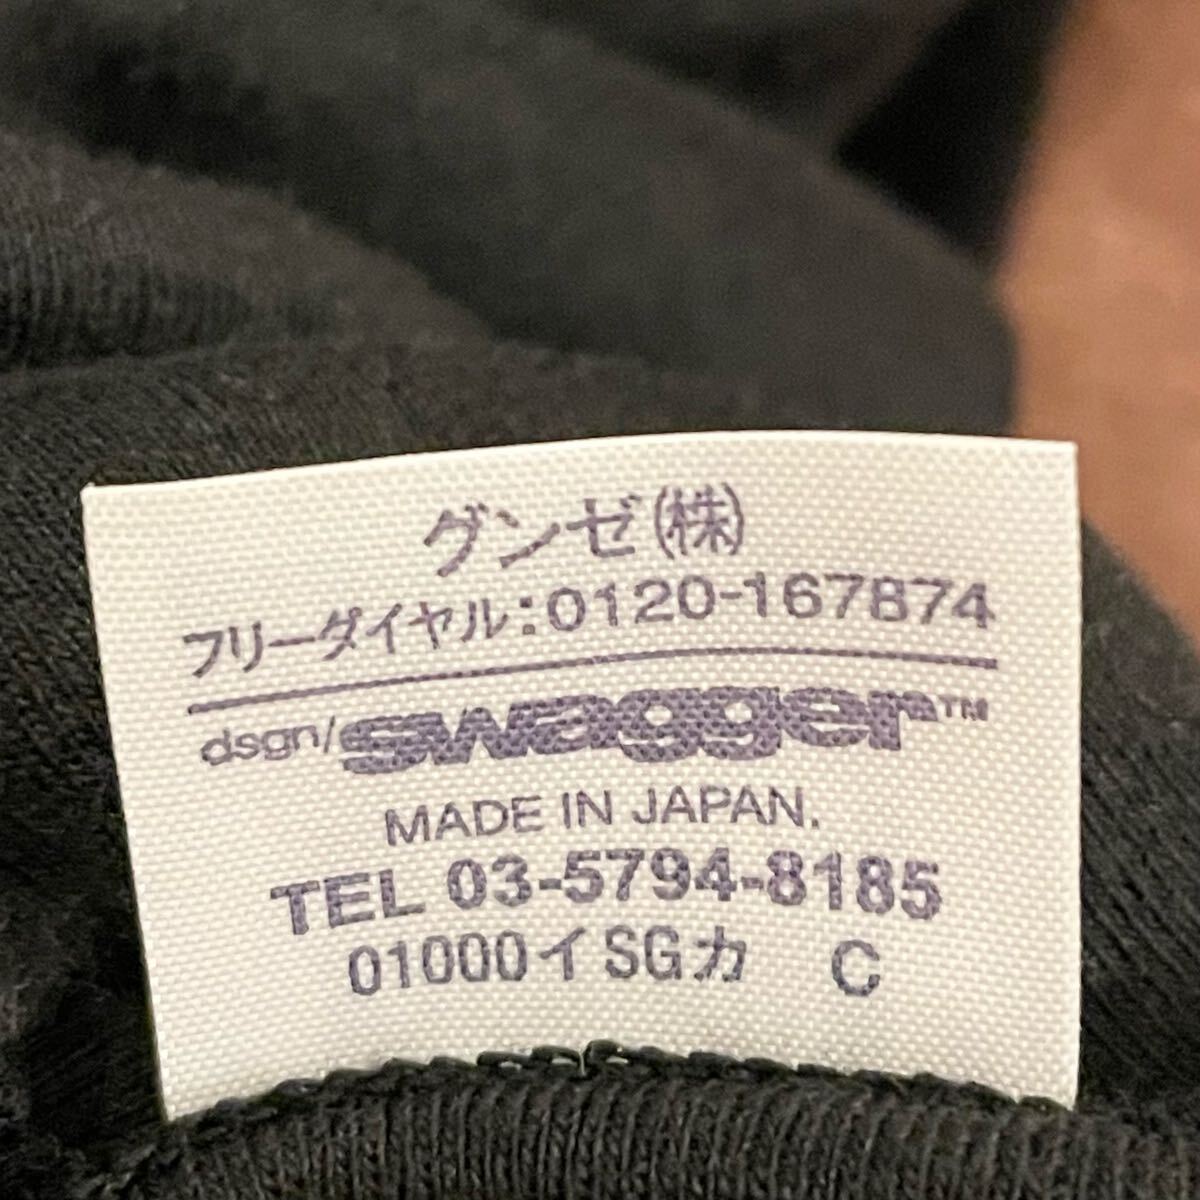 グンゼ(株)
フリーダイヤル:0120-167874
dsgn/swagger™
MADE IN JAPAN.
TEL 03-5794-8185
01000イSGカ C